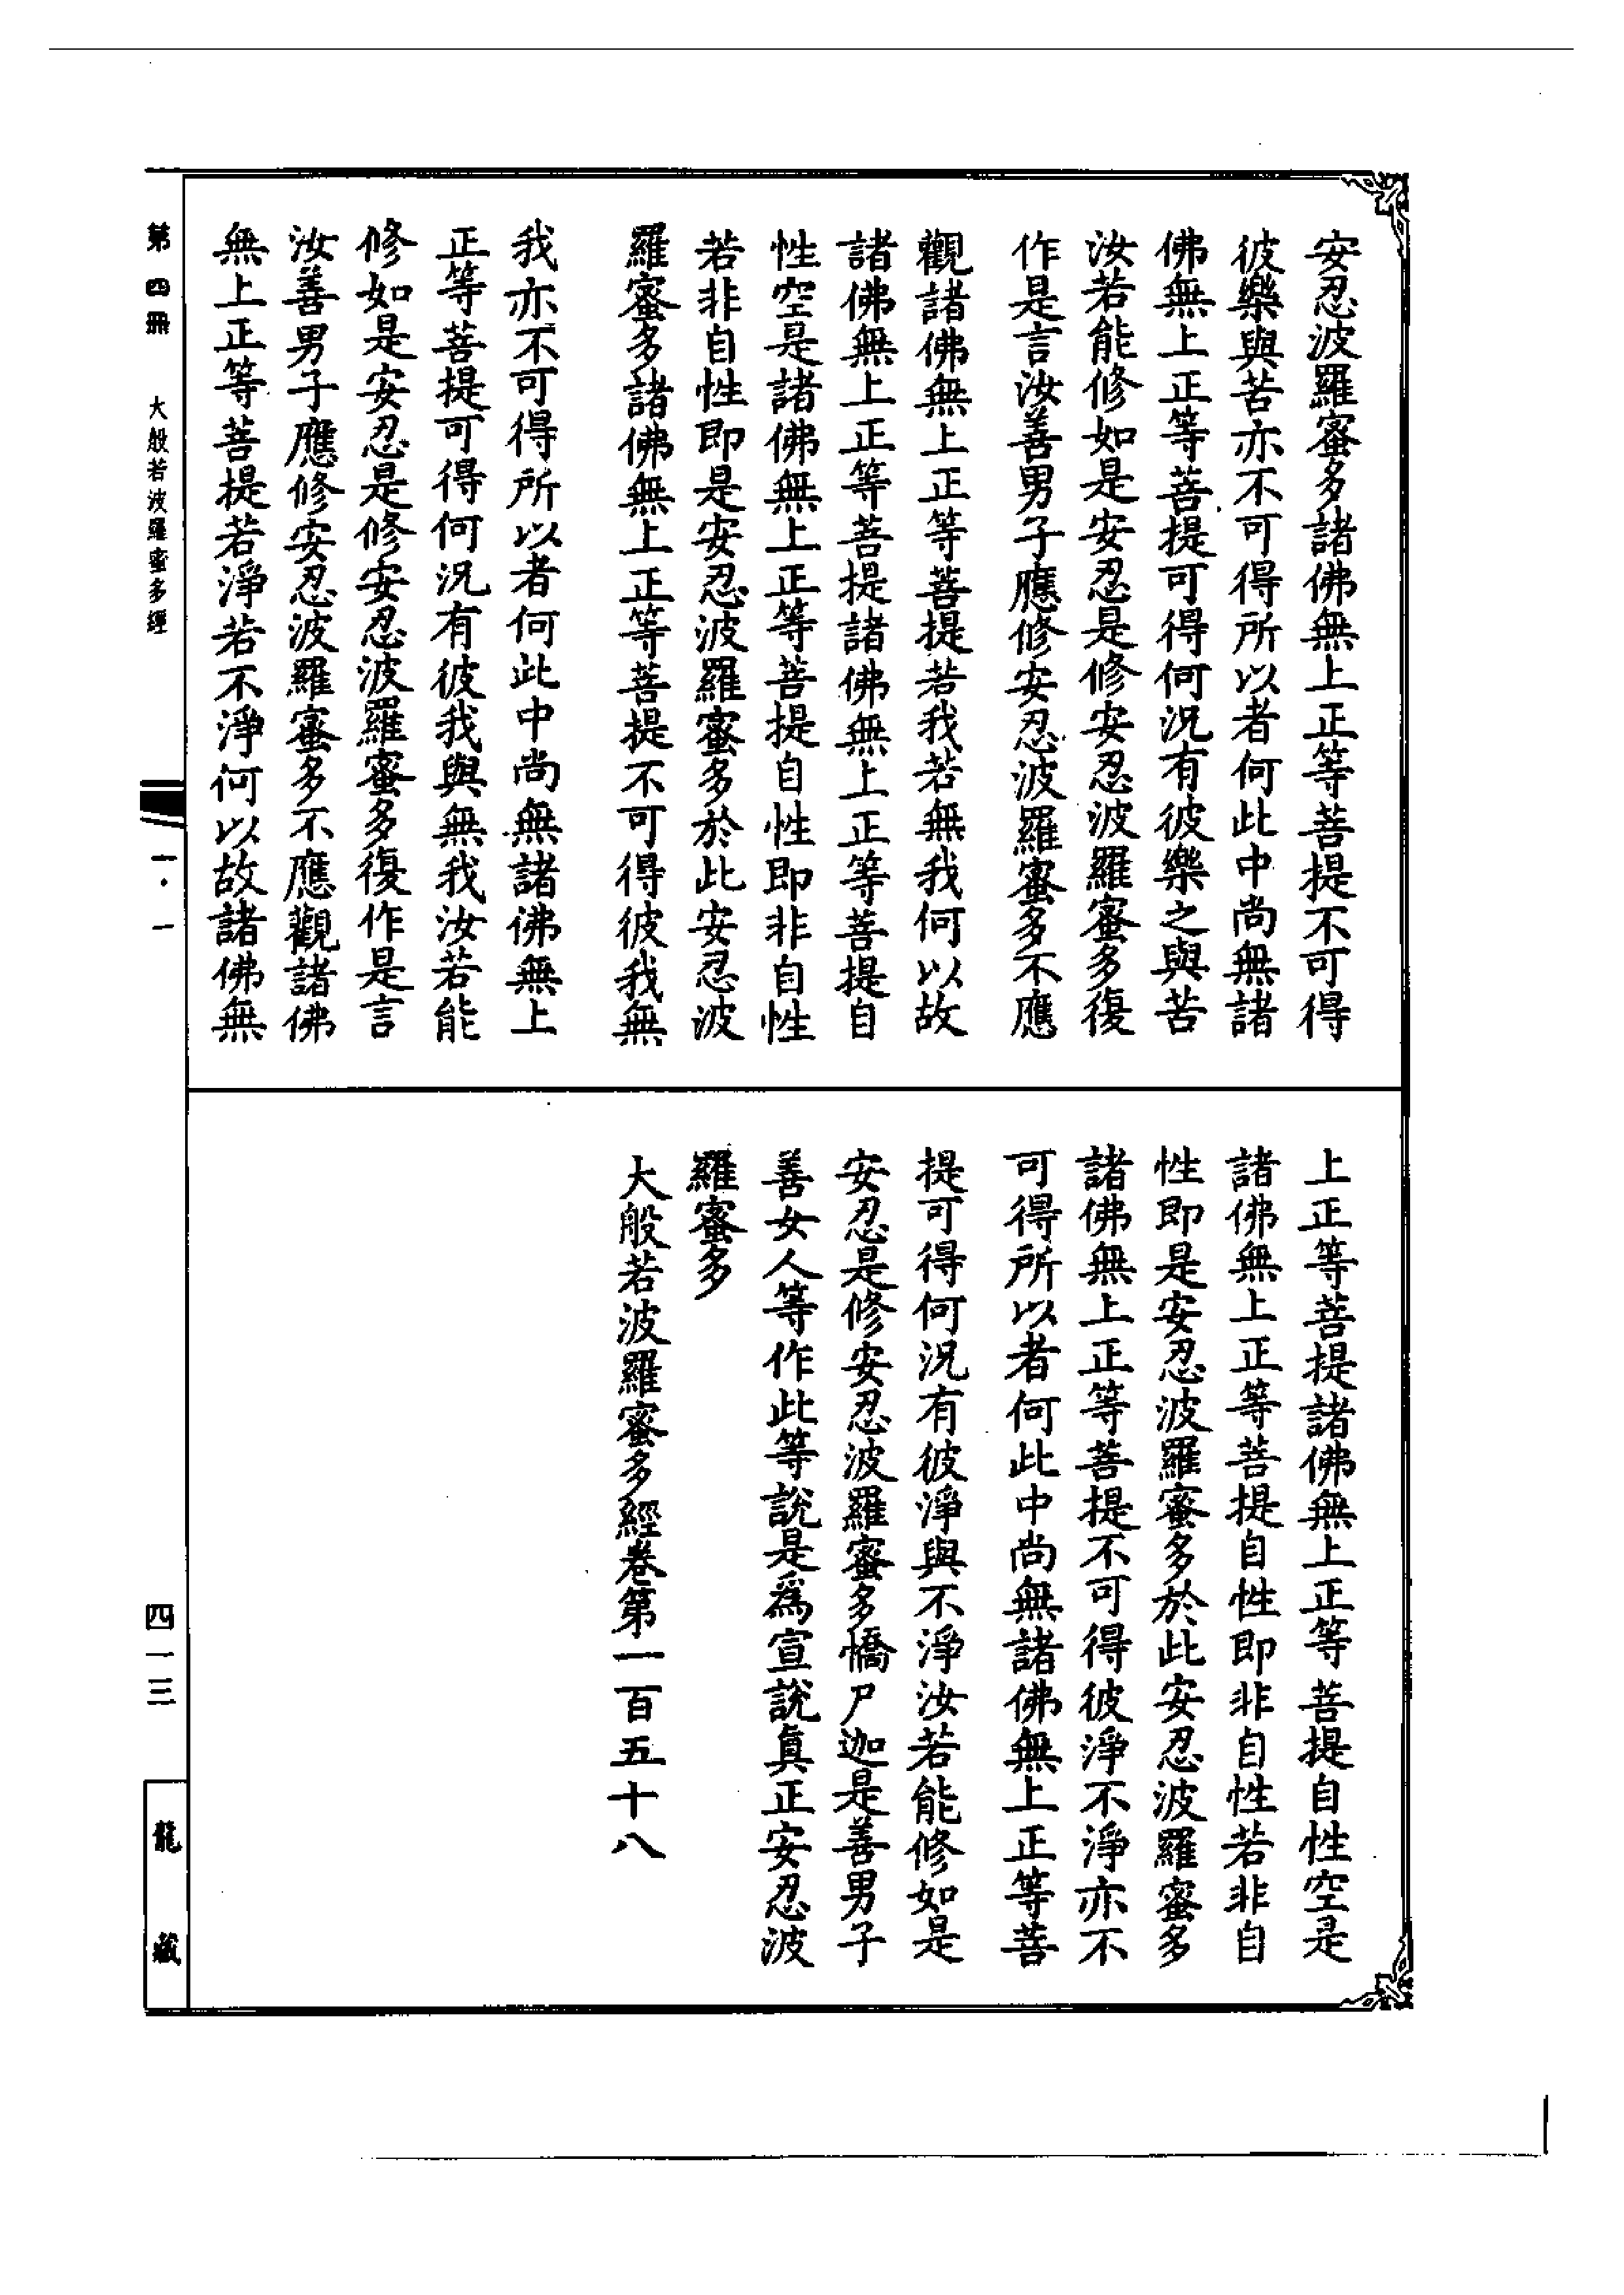 安忍波羅蜜多諸佛無上正等菩提不可得
彼樂與苦亦不可得所以者何此中尚無諸
佛無上正等菩提可得何況有彼樂之與苦
汝若能修如是安忍是修安忍波羅蜜多復
作是言汝善男子應修安忍波羅蜜多不應
觀諸佛無上正等菩提若我若無我何以故
諸佛無上正等菩提諸佛無上正等菩提自
性空是諸佛無上正等菩提自性即非自性
若非自性即是安忍波羅蜜多於此安忍波
羅蜜多諸佛無上正等菩提不可得彼我無
我亦不可得所以者何此中尚無諸佛無上
正等菩提可得何況有彼我與無我汝若能
修如是安忍是修安忍波羅蜜多復作是言
汝善男子應修安忍波羅蜜多不應觀諸佛
無上正等菩提若淨若不淨何以故諸佛無
上正等菩提諸佛無上正等菩提自性空是
諸佛無上正等菩提自性即非自性若非自
性即是安忍波羅蜜多於此安忍波羅蜜多
諸佛無上正等菩提不可得彼淨不淨亦不
可得所以者何此中尚無諸佛無上正等菩
提可得何況有彼淨與不淨汝若能修如是
安忍是修安忍波羅蜜多憍尸迦是善男子
善女人等作此等說是為宣說真正安忍波
羅蜜多
大般若波羅蜜多經卷第一百五十八
第四冊 大般若波羅蜜多經 一·一 四一三 龍藏